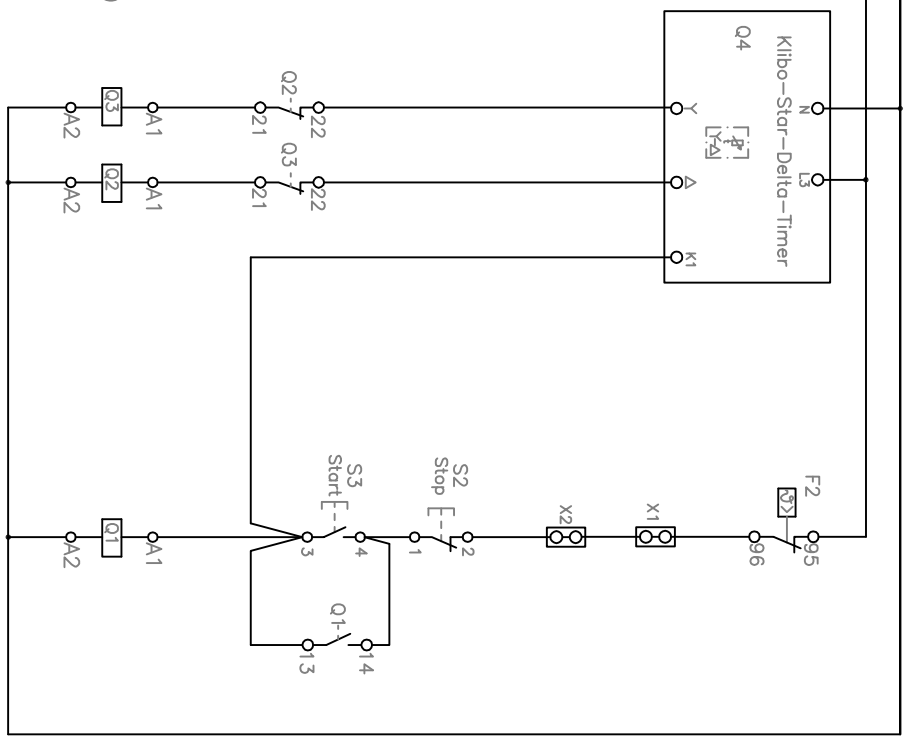 N
L3
F2
95
Klibo-Star-Delta-Timer
ϑ>
96
Q4
Y-Δ
Y
Δ
K1
X1
X2
S2
Stop
2
1
S3
Start
4
14
Q1
3
13
22
22
Q2
Q3
21
21
A1
A1
A1
Q3
Q2
Q1
A2
A2
A2